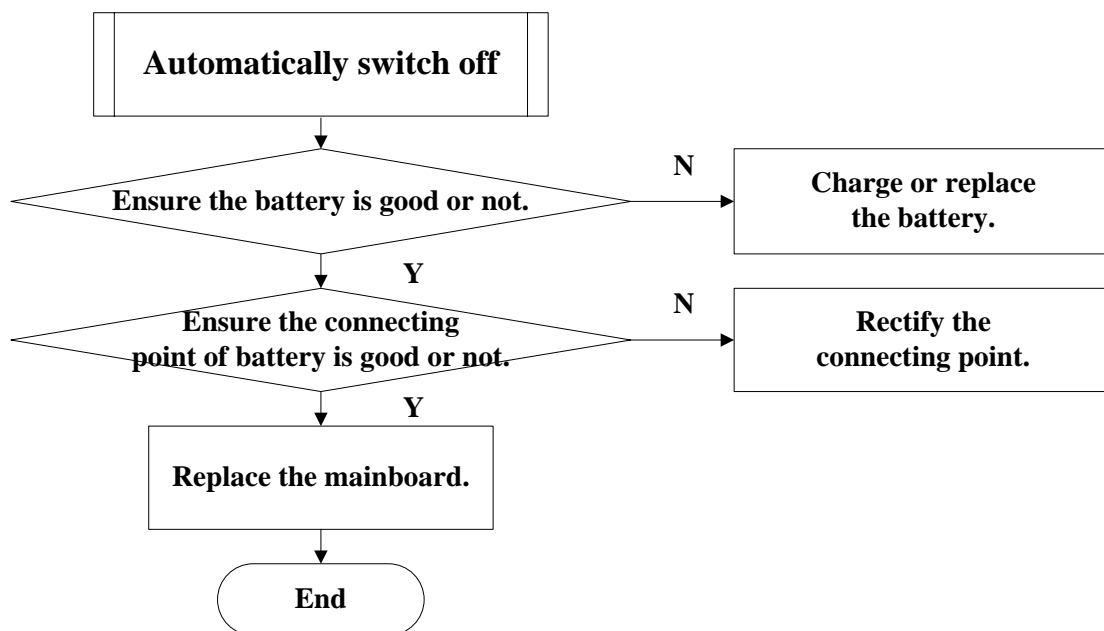 Automatically switch off
Ensure the battery is good or not.
N
Charge or replace
the battery.
Y
Ensure the connecting
point of battery is good or not.
N
Rectify the
connecting point.
Y
Replace the mainboard.
End